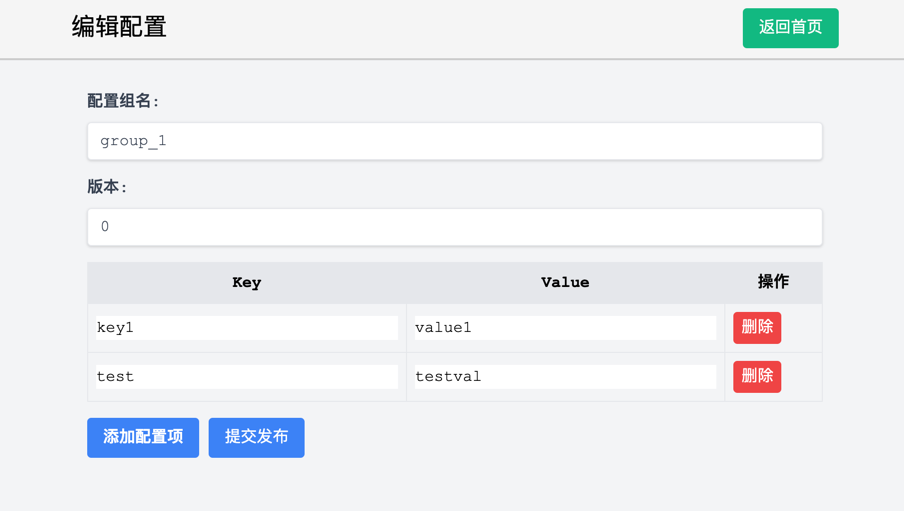 编辑配置 返回首页
配置组名:
group_1
版本:
0
Key Value 操作
key1 value1 删除
test testval 删除
添加配置项 提交发布